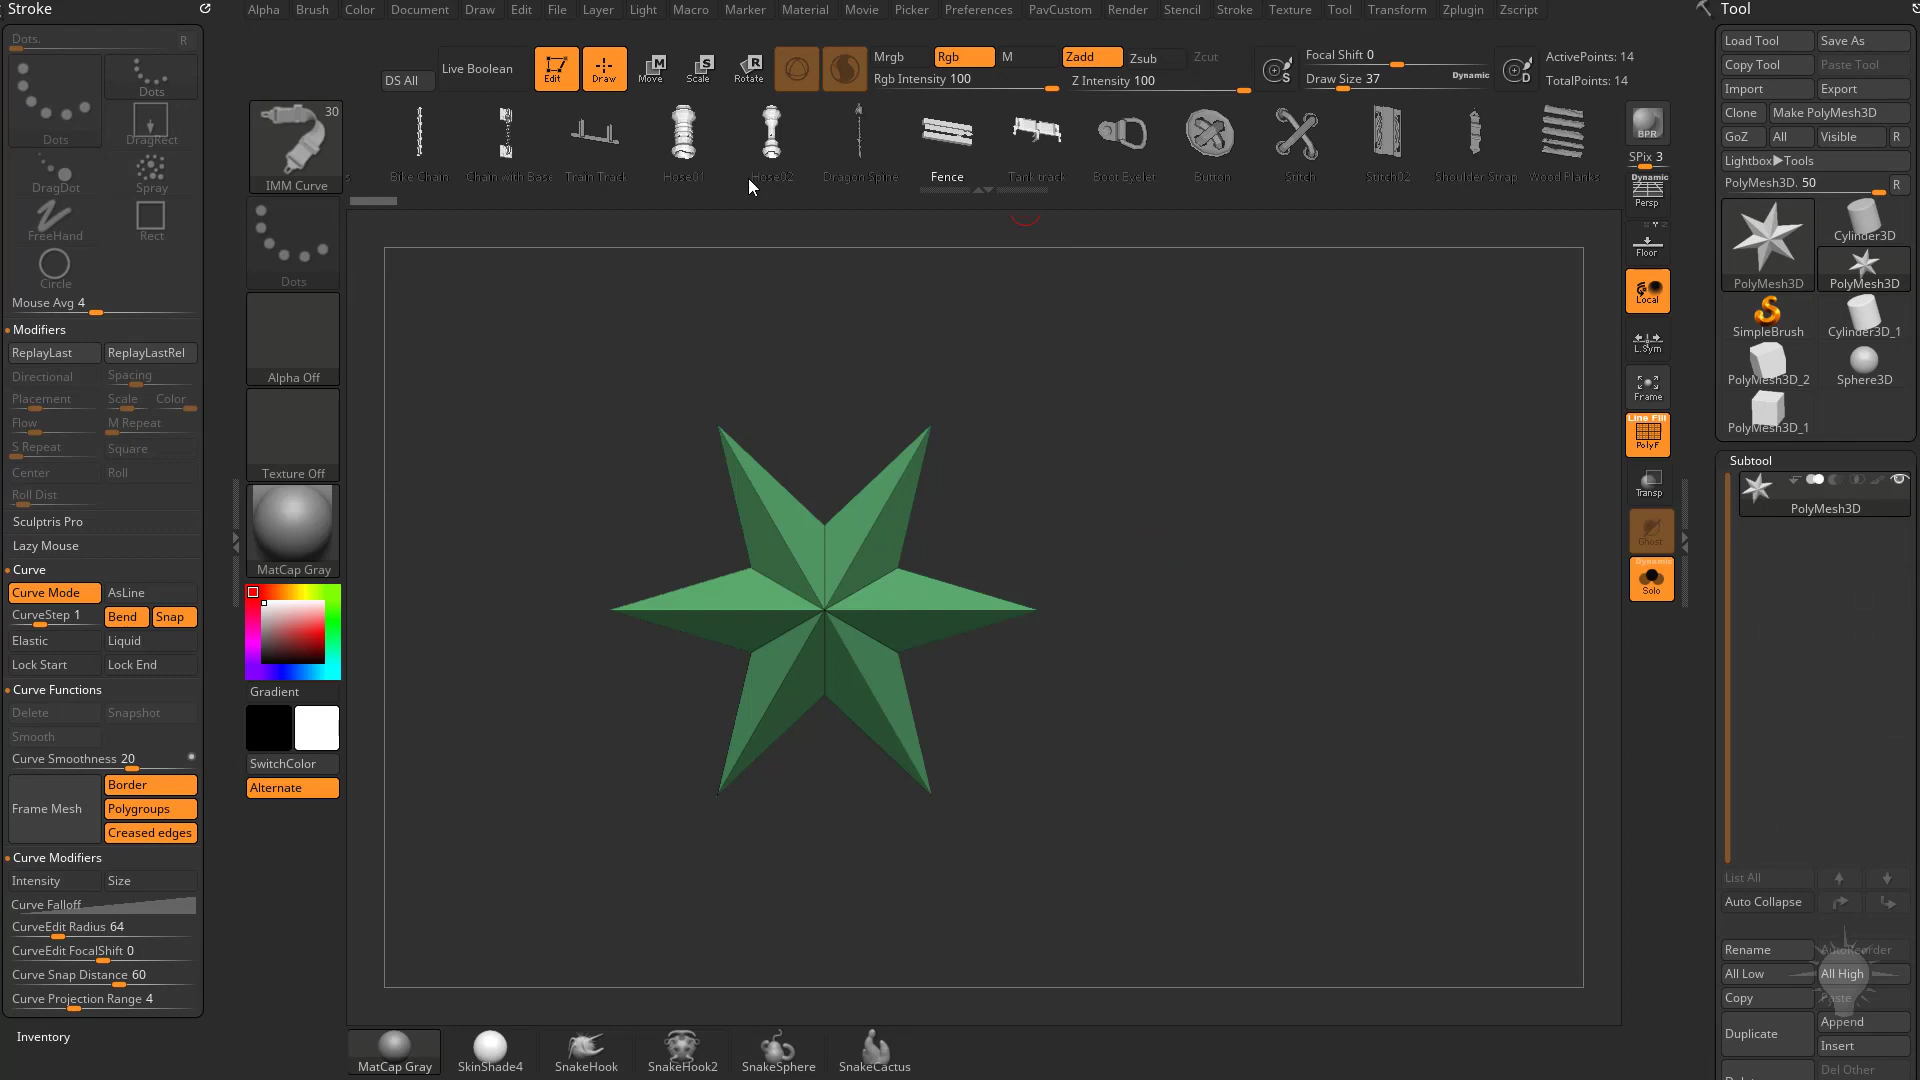 Stroke
Alpha Brush Color Document Draw Edit File Layer Light Macro Marker Material Movie Picker Preferences PavCustom Render Stencil Stroke Texture Tool Transform Zplugin Zscript
Tool
Dots. R
Dots
Dots
DragRect
DragDot
Spray
FreeHand
Rect
Circle
Mouse Avg 4
Modifiers
ReplayLast ReplayLastRel
Directional Spacing
Placement Scale Color
Flow M Repeat
S Repeat Square
Center Roll
Roll Dist
Sculptris Pro
Lazy Mouse
Curve
Curve Mode AsLine
CurveStep 1 Bend Snap
Elastic Liquid
Lock Start Lock End
Curve Functions
Delete Snapshot
Smooth
Curve Smoothness 20
Frame Mesh
Border
Polygroups
Creased edges
Curve Modifiers
Intensity Size
Curve Falloff
CurveEdit Radius 64
CurveEdit FocalShift 0
Curve Snap Distance 60
Curve Projection Range 4
Inventory
DS All
Live Boolean
Edit
Draw
Move
Scale
Rotate
Mrgb Rgb M
Rgb Intensity 100
Zadd Zsub Zcut
Z Intensity 100
Focal Shift 0
Draw Size 37
Dynamic
ActivePoints: 14
TotalPoints: 14
30
IMM Curve
Bike Chain Chain with Base Train Track Hose01 Hose02 Dragon Spine Fence Tank track Boot Eyelet Button Stitch Stitch02 Shoulder Strap Wood Planks
Dots
Alpha Off
Texture Off
MatCap Gray
Gradient
SwitchColor
Alternate
BPR
SPix 3
Dynamic
Persp
Floor
Local
L.Sym
Frame
Line Fill
PolyF
Transp
Ghost
Dynamic
Solo
Load Tool Save As
Copy Tool Paste Tool
Import Export
Clone Make PolyMesh3D
GoZ All Visible R
Lightbox▶Tools
PolyMesh3D. 50 R
PolyMesh3D
Cylinder3D
PolyMesh3D
SimpleBrush Cylinder3D_1
PolyMesh3D_2 Sphere3D
PolyMesh3D_1
Subtool
PolyMesh3D
List All
Auto Collapse
Rename AutoReorder
All Low All High
Copy Paste
Duplicate
Append
Insert
Del Other
MatCap Gray SkinShade4 SnakeHook SnakeHook2 SnakeSphere SnakeCactus